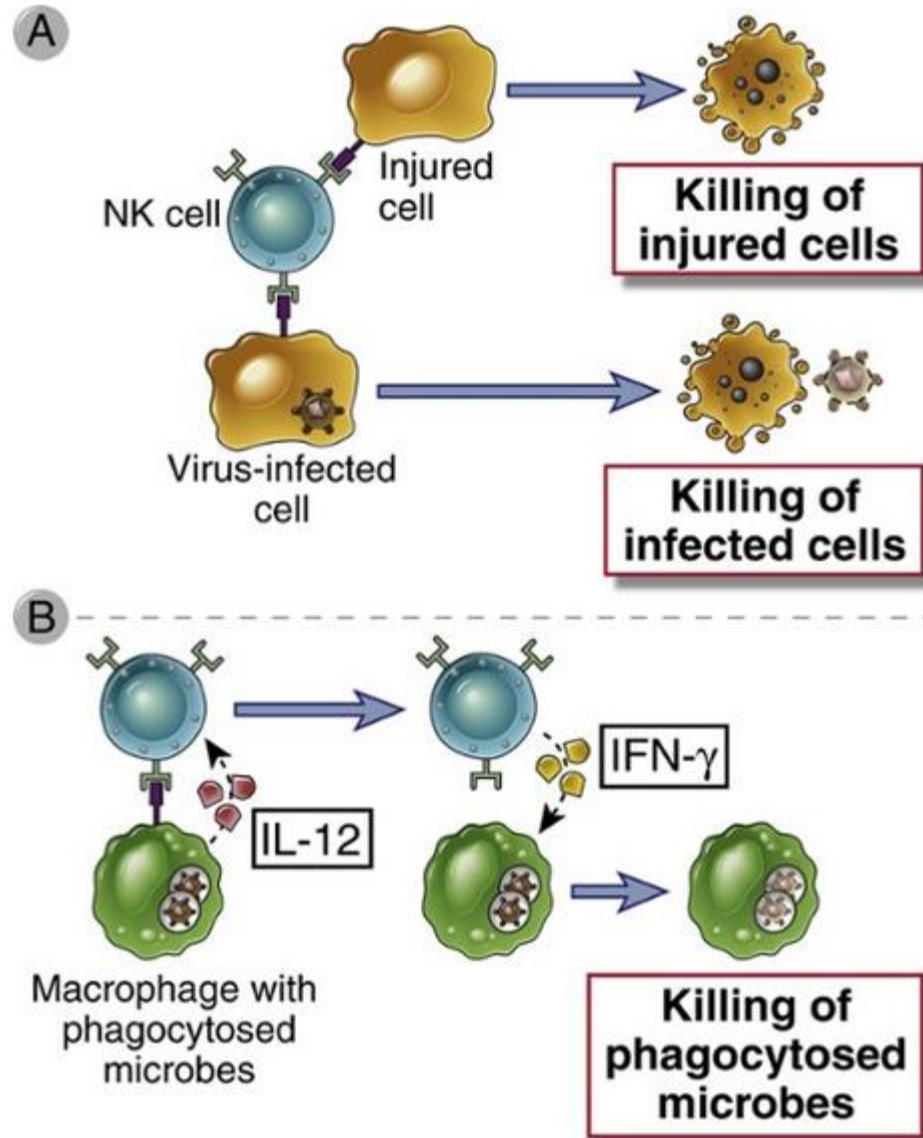 A
NK cell
Injured
cell
Killing of
injured cells
Virus-infected
cell
Killing of
infected cells
B
IL-12
IFN-γ
Macrophage with
phagocytosed
microbes
Killing of
phagocytosed
microbes